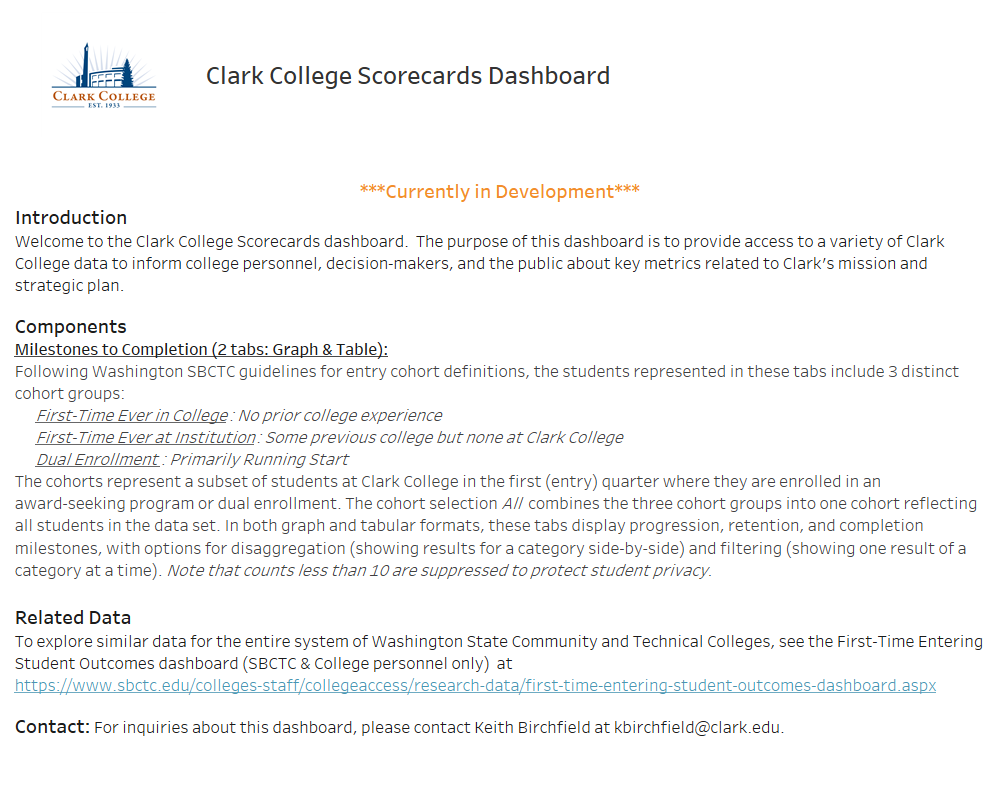 CLARK COLLEGE
EST. 1933
Clark College Scorecards Dashboard
***Currently in Development***
Introduction
Welcome to the Clark College Scorecards dashboard. The purpose of this dashboard is to provide access to a variety of Clark
College data to inform college personnel, decision-makers, and the public about key metrics related to Clark's mission and
strategic plan.
Components
Milestones to Completion (2 tabs: Graph & Table):
Following Washington SBCTC guidelines for entry cohort definitions, the students represented in these tabs include 3 distinct
cohort groups:
First-Time Ever in College : No prior college experience
First-Time Ever at Institution : Some previous college but none at Clark College
Dual Enrollment : Primarily Running Start
The cohorts represent a subset of students at Clark College in the first (entry) quarter where they are enrolled in an
award-seeking program or dual enrollment. The cohort selection All combines the three cohort groups into one cohort reflecting
all students in the data set. In both graph and tabular formats, these tabs display progression, retention, and completion
milestones, with options for disaggregation (showing results for a category side-by-side) and filtering (showing one result of a
category at a time). Note that counts less than 10 are suppressed to protect student privacy.
Related Data
To explore similar data for the entire system of Washington State Community and Technical Colleges, see the First-Time Entering
Student Outcomes dashboard (SBCTC & College personnel only) at
https://www.sbctc.edu/colleges-staff/collegeaccess/research-data/first-time-entering-student-outcomes-dashboard.aspx
Contact: For inquiries about this dashboard, please contact Keith Birchfield at kbirchfield@clark.edu.